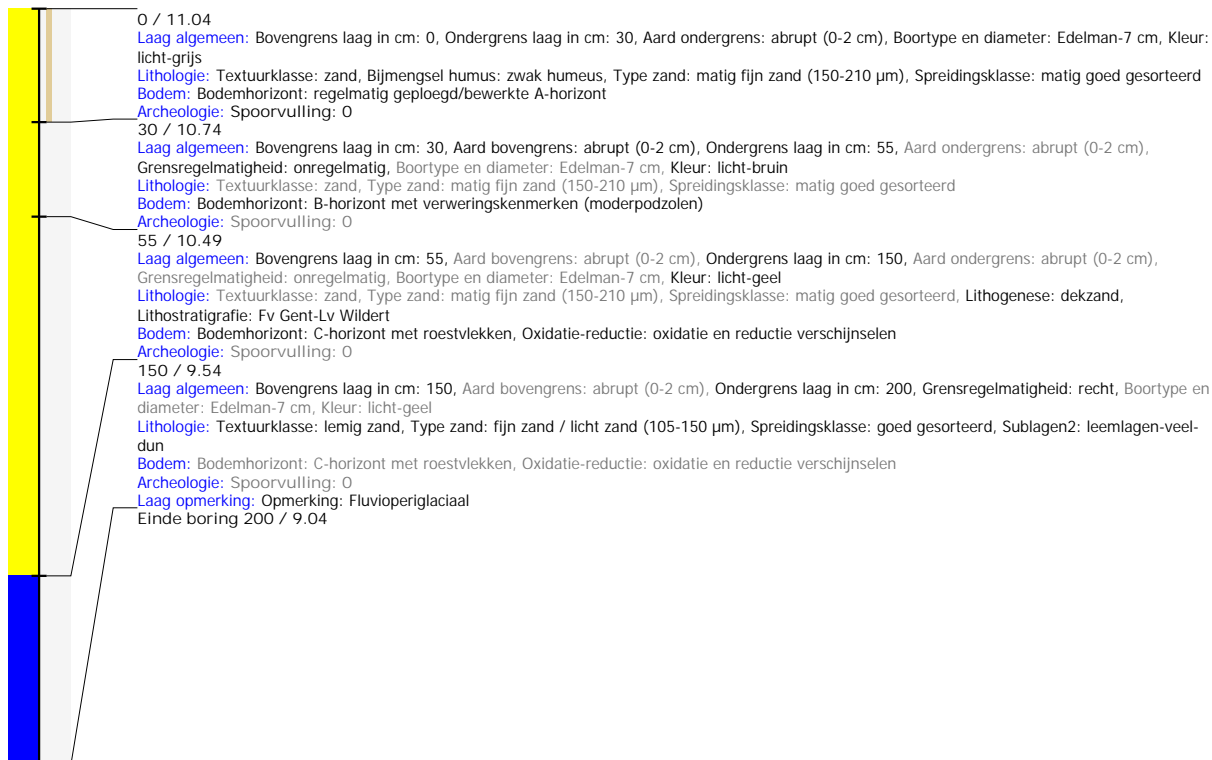 0 / 11.04
Laag algemeen: Bovengrens laag in cm: 0, Ondergrens laag in cm: 30, Aard ondergrens: abrupt (0-2 cm), Boortype en diameter: Edelman-7 cm, Kleur:
licht-grijs
Lithologie: Textuurklasse: zand, Bijmengsel humus: zwak humeus, Type zand: matig fijn zand (150-210 µm), Spreidingsklasse: matig goed gesorteerd
Bodem: Bodemhorizont: regelmatig geploegd/bewerkte A-horizont
Archeologie: Spoorvulling: 0
30 / 10.74
Laag algemeen: Bovengrens laag in cm: 30, Aard bovengrens: abrupt (0-2 cm), Ondergrens laag in cm: 55, Aard ondergrens: abrupt (0-2 cm),
Grensregelmatigheid: onregelmatig, Boortype en diameter: Edelman-7 cm, Kleur: licht-bruin
Lithologie: Textuurklasse: zand, Type zand: matig fijn zand (150-210 µm), Spreidingsklasse: matig goed gesorteerd
Bodem: Bodemhorizont: B-horizont met verweringskenmerken (moderpodzolen)
Archeologie: Spoorvulling: 0
55 / 10.49
Laag algemeen: Bovengrens laag in cm: 55, Aard bovengrens: abrupt (0-2 cm), Ondergrens laag in cm: 150, Aard ondergrens: abrupt (0-2 cm),
Grensregelmatigheid: onregelmatig, Boortype en diameter: Edelman-7 cm, Kleur: licht-geel
Lithologie: Textuurklasse: zand, Type zand: matig fijn zand (150-210 µm), Spreidingsklasse: matig goed gesorteerd, Lithogenese: dekzand,
Lithostratigrafie: Fv Gent-Lv Wildert
Bodem: Bodemhorizont: C-horizont met roestvlekken, Oxidatie-reductie: oxidatie en reductie verschijnselen
Archeologie: Spoorvulling: 0
150 / 9.54
Laag algemeen: Bovengrens laag in cm: 150, Aard bovengrens: abrupt (0-2 cm), Ondergrens laag in cm: 200, Grensregelmatigheid: recht, Boortype en
diameter: Edelman-7 cm, Kleur: licht-geel
Lithologie: Textuurklasse: lemig zand, Type zand: fijn zand / licht zand (105-150 µm), Spreidingsklasse: goed gesorteerd, Sublagen2: leemlagen-veel-
dun
Bodem: Bodemhorizont: C-horizont met roestvlekken, Oxidatie-reductie: oxidatie en reductie verschijnselen
Archeologie: Spoorvulling: 0
Laag opmerking: Opmerking: Fluvioperiglaciaal
Einde boring 200 / 9.04